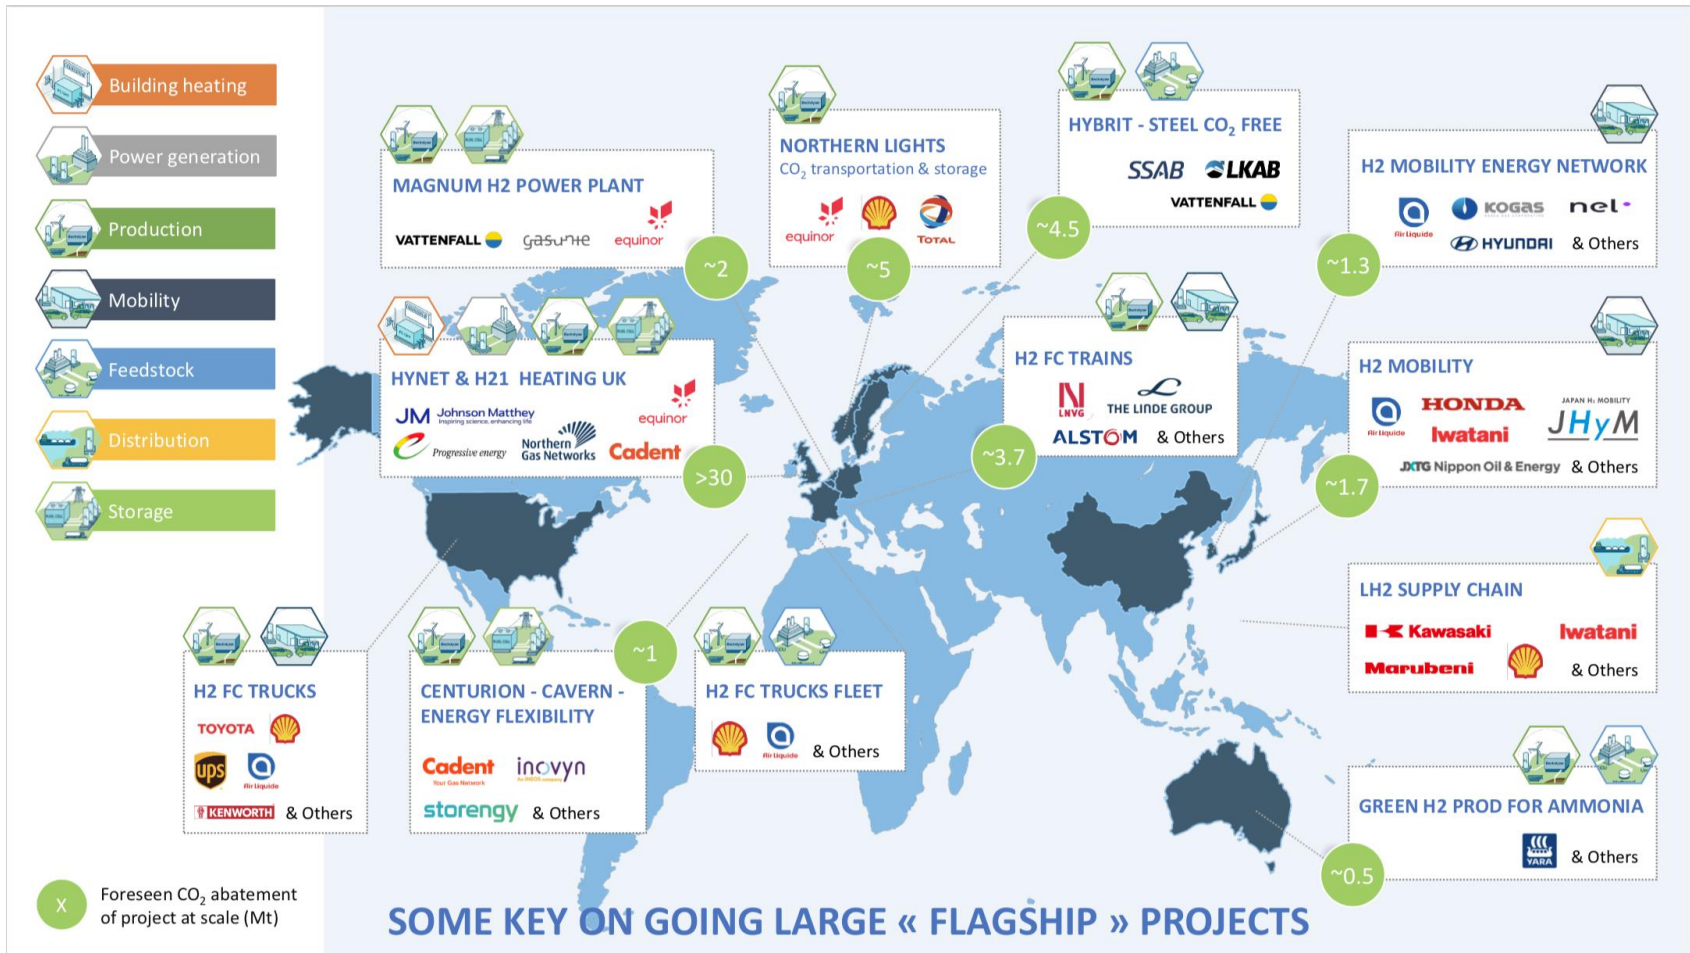 Building heating
Power generation
Production
Mobility
Feedstock
Distribution
Storage
MAGNUM H2 POWER PLANT
VATTENFALL
gasunie
equinor
~2
NORTHERN LIGHTS
CO₂ transportation & storage
equinor
TOTAL
~5
HYBRIT - STEEL CO₂ FREE
SSAB
LKAB
VATTENFALL
~4.5
H2 MOBILITY ENERGY NETWORK
Air Liquide
KOGAS
nel•
HYUNDAI
& Others
~1.3
HYNET & H21 HEATING UK
JM Johnson Matthey
Inspiring science, enhancing life
equinor
Progressive energy
Northern
Gas Networks
Cadent
>30
H2 FC TRAINS
LNVG
THE LINDE GROUP
ALSTOM
& Others
~3.7
H2 MOBILITY
Air Liquide
HONDA
Iwatani
JAPAN H₂ MOBILITY
JHyM
JXTG Nippon Oil & Energy
& Others
~1.7
LH2 SUPPLY CHAIN
Kawasaki
Iwatani
Marubeni
& Others
H2 FC TRUCKS
TOYOTA
ups
Air Liquide
KENWORTH
& Others
CENTURION - CAVERN -
ENERGY FLEXIBILITY
Cadent
Your Gas Network
inovyn
storengy
& Others
~1
H2 FC TRUCKS FLEET
Air Liquide
& Others
GREEN H2 PROD FOR AMMONIA
YARA
& Others
~0.5
X
Foreseen CO₂ abatement
of project at scale (Mt)
SOME KEY ON GOING LARGE « FLAGSHIP » PROJECTS